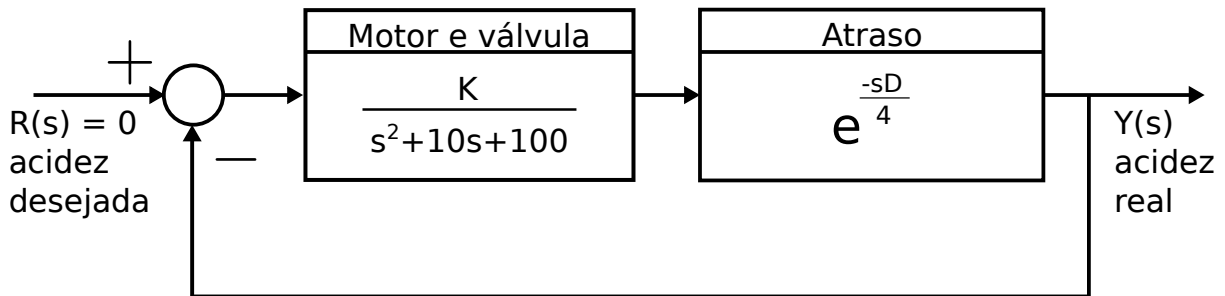 Motor e válvula
Atraso
+
K
s²+10s+100
e
-sD
4
R(s) = 0
acidez
desejada
—
Y(s)
acidez
real